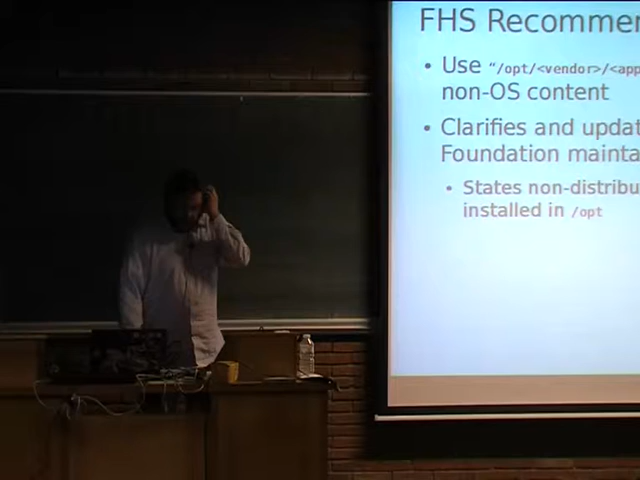 FHS Recommen
• Use "/opt/<vendor>/<app
non-OS content
• Clarifies and updat
Foundation mainta
• States non-distribu
installed in /opt